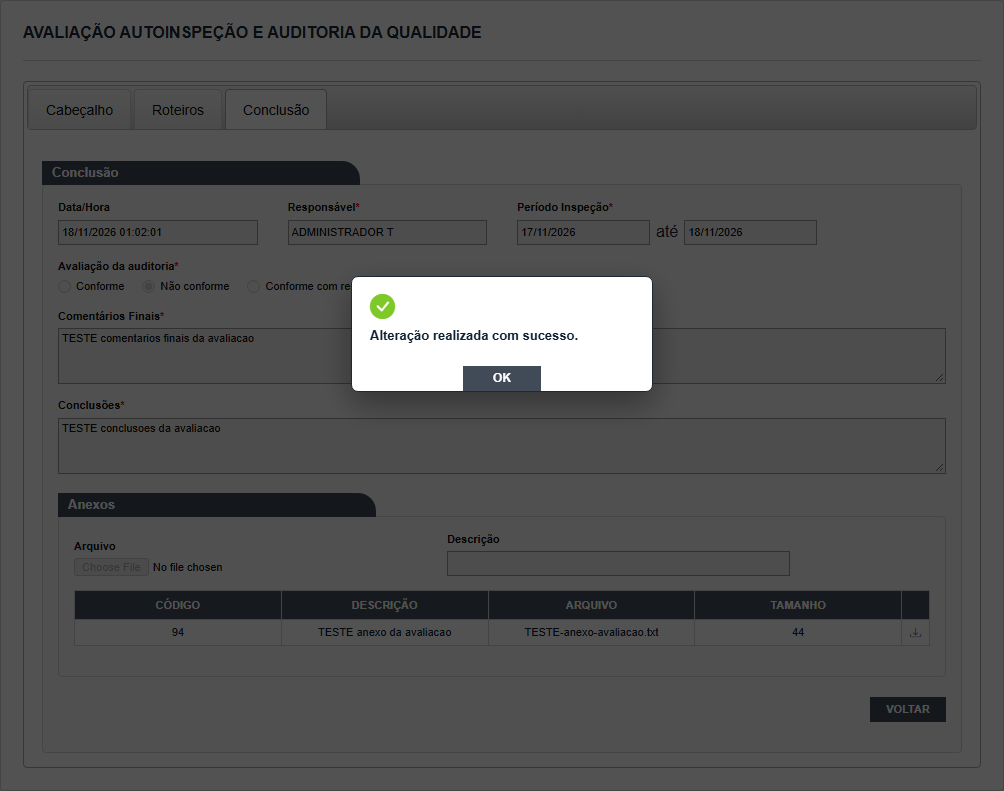 AVALIAÇÃO AUTOINSPEÇÃO E AUDITORIA DA QUALIDADE
Cabeçalho Roteiros Conclusão
Conclusão
Data/Hora Responsável* Período Inspeção*
18/11/2026 01:02:01 ADMINISTRADOR T 17/11/2026 até 18/11/2026
Avaliação da auditoria*
Conforme Não conforme Conforme com re
Alteração realizada com sucesso.
OK
Comentários Finais*
TESTE comentarios finais da avaliacao
Conclusões*
TESTE conclusoes da avaliacao
Anexos
Arquivo Descrição
Choose File No file chosen
CÓDIGO DESCRIÇÃO ARQUIVO TAMANHO
94 TESTE anexo da avaliacao TESTE-anexo-avaliacao.txt 44
VOLTAR